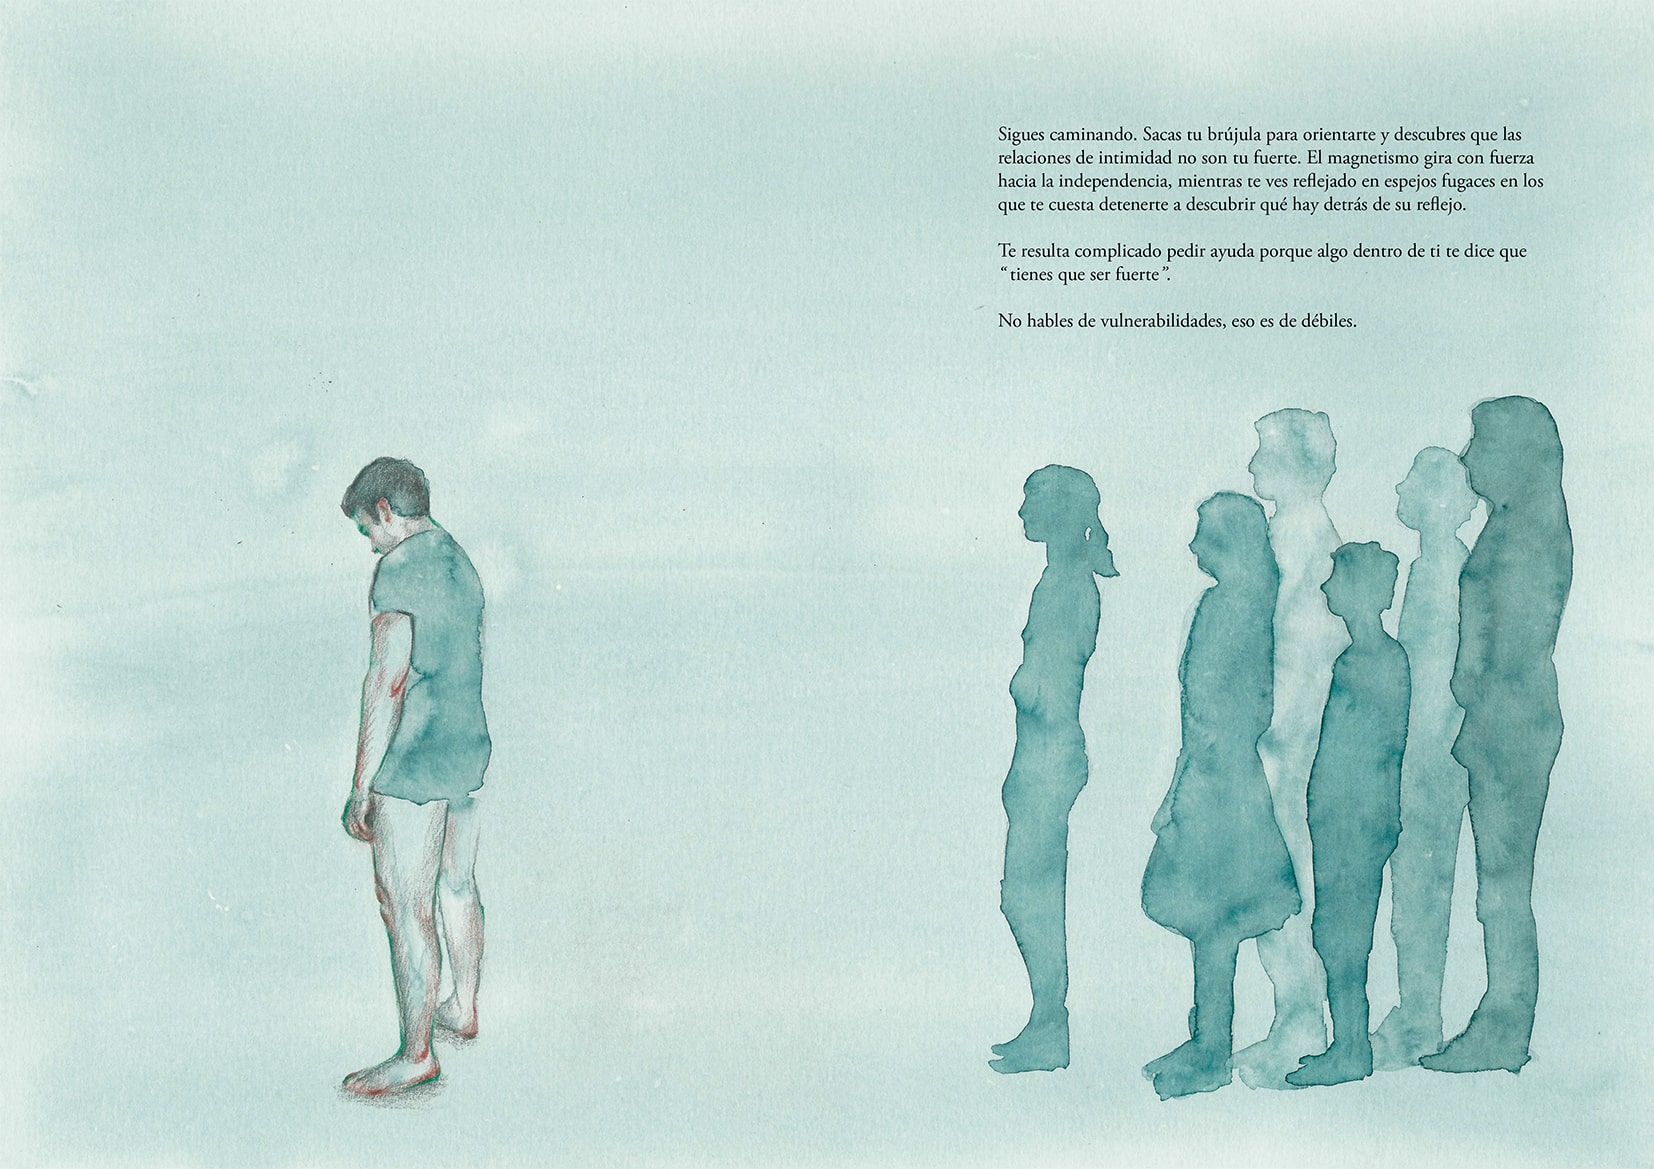 Sigues caminando. Sacas tu brújula para orientarte y descubres que las
relaciones de intimidad no son tu fuerte. El magnetismo gira con fuerza
hacia la independencia, mientras te ves reflejado en espejos fugaces en los
que te cuesta detenerte a descubrir qué hay detrás de su reflejo.
Te resulta complicado pedir ayuda porque algo dentro de ti te dice que
“tienes que ser fuerte”.
No hables de vulnerabilidades, eso es de débiles.